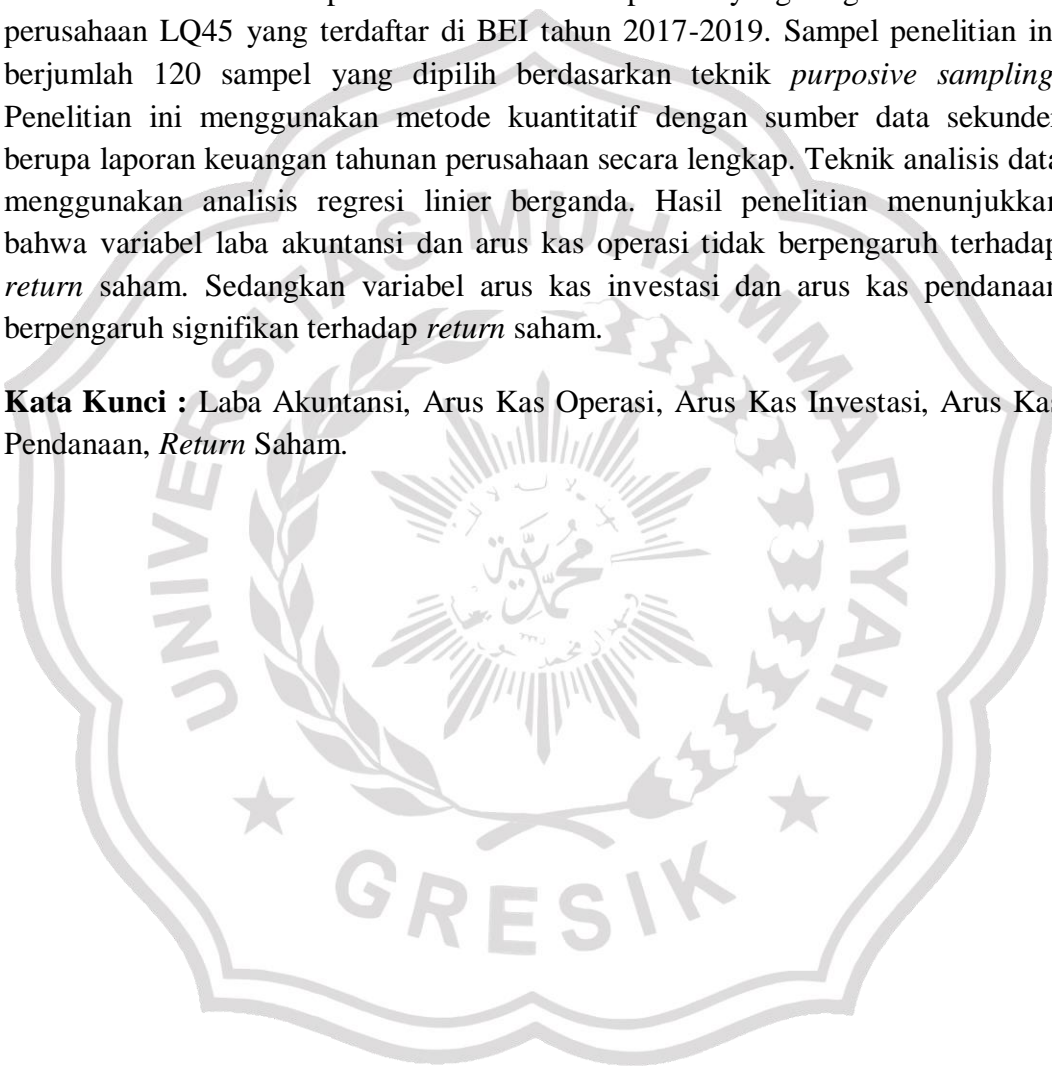 perusahaan LQ45 yang terdaftar di BEI tahun 2017-2019. Sampel penelitian in
berjumlah 120 sampel yang dipilih berdasarkan teknik purposive sampling
Penelitian ini menggunakan metode kuantitatif dengan sumber data sekunder
berupa laporan keuangan tahunan perusahaan secara lengkap. Teknik analisis data
menggunakan analisis regresi linier berganda. Hasil penelitian menunjukkan
bahwa variabel laba akuntansi dan arus kas operasi tidak berpengaruh terhadap
return saham. Sedangkan variabel arus kas investasi dan arus kas pendanaan
berpengaruh signifikan terhadap return saham.
Kata Kunci : Laba Akuntansi, Arus Kas Operasi, Arus Kas Investasi, Arus Kas
Pendanaan, Return Saham.
UNIVERSITAS MUHAMMADIYAH
محمد
GRESIK